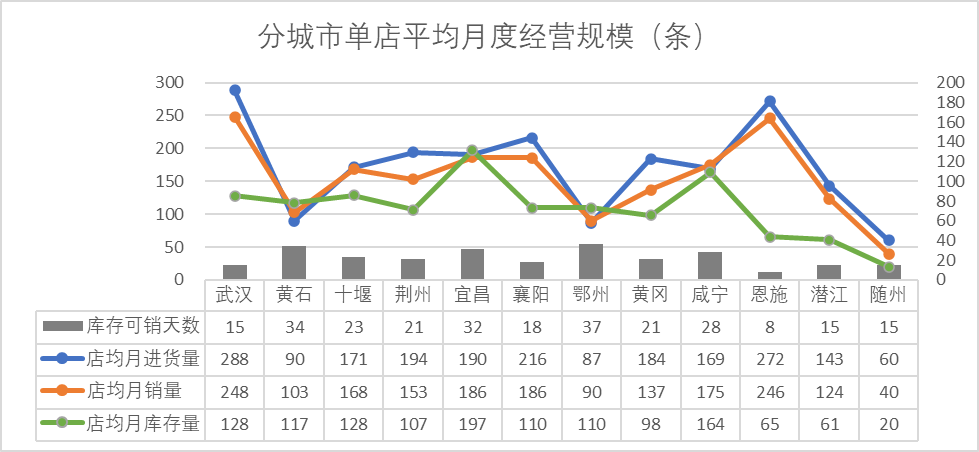 分城市单店平均月度经营规模（条）
300 200
250 180
200 160
150 140
100 120
50 100
0 80
60
40
20
0
武汉 黄石 十堰 荆州 宜昌 襄阳 鄂州 黄冈 咸宁 恩施 潜江 随州
库存可销天数 15 34 23 21 32 18 37 21 28 8 15 15
店均月进货量 288 90 171 194 190 216 87 184 169 272 143 60
店均月销量 248 103 168 153 186 186 90 137 175 246 124 40
店均月库存量 128 117 128 107 197 110 110 98 164 65 61 20